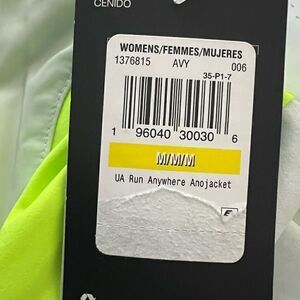 CENIDO
WOMENS/FEMMES/MUJERES
1376815 AVY 006
35-P1-7
1 96040 30030 6
M/M/M
UA Run Anywhere Anojacket
E